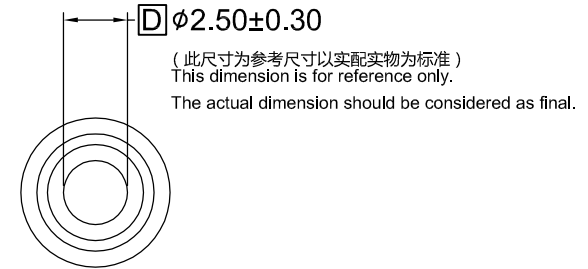 D ϕ2.50±0.30
（此尺寸为参考尺寸以实配实物为标准）
This dimension is for reference only.
The actual dimension should be considered as final.